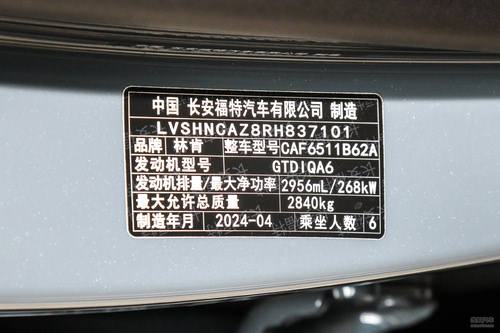 中国 长安福特汽车有限公司 制造
LVSHNCAZ8RH837101
品牌 林肯 整车型号 CAF6511B62A
发动机型号 GTDIQA6
发动机排量/最大净功率 2956mL/268kW
最大允许总质量 2840kg
制造年月 2024-04 乘坐人数 6